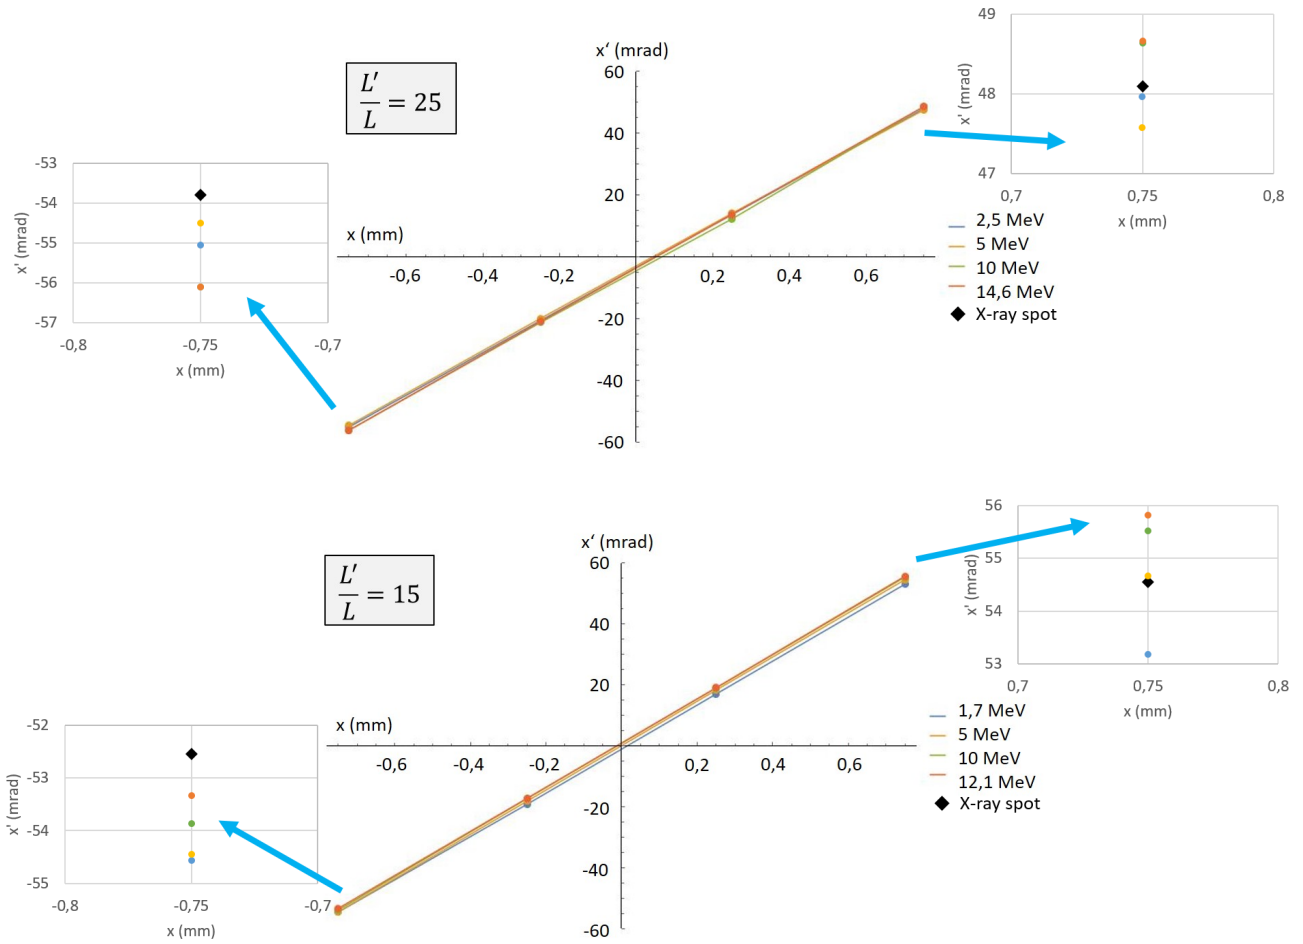 x‘ (mrad)
60
40
20
-20
-40
-60
x (mm)
-0,6
-0,4
-0,2
0,2
0,4
0,6
L'/L = 25
x' (mrad)
-53
-54
-55
-56
-57
-0,8
-0,75
-0,7
x (mm)
x' (mrad)
49
48
47
0,7
0,75
0,8
x (mm)
2,5 MeV
5 MeV
10 MeV
14,6 MeV
X-ray spot
x‘ (mrad)
60
40
20
-20
-40
-60
x (mm)
-0,6
-0,4
-0,2
0,2
0,4
0,6
L'/L = 15
x' (mrad)
-52
-53
-54
-55
-0,8
-0,75
-0,7
x (mm)
x' (mrad)
56
55
54
53
0,7
0,75
0,8
x (mm)
1,7 MeV
5 MeV
10 MeV
12,1 MeV
X-ray spot